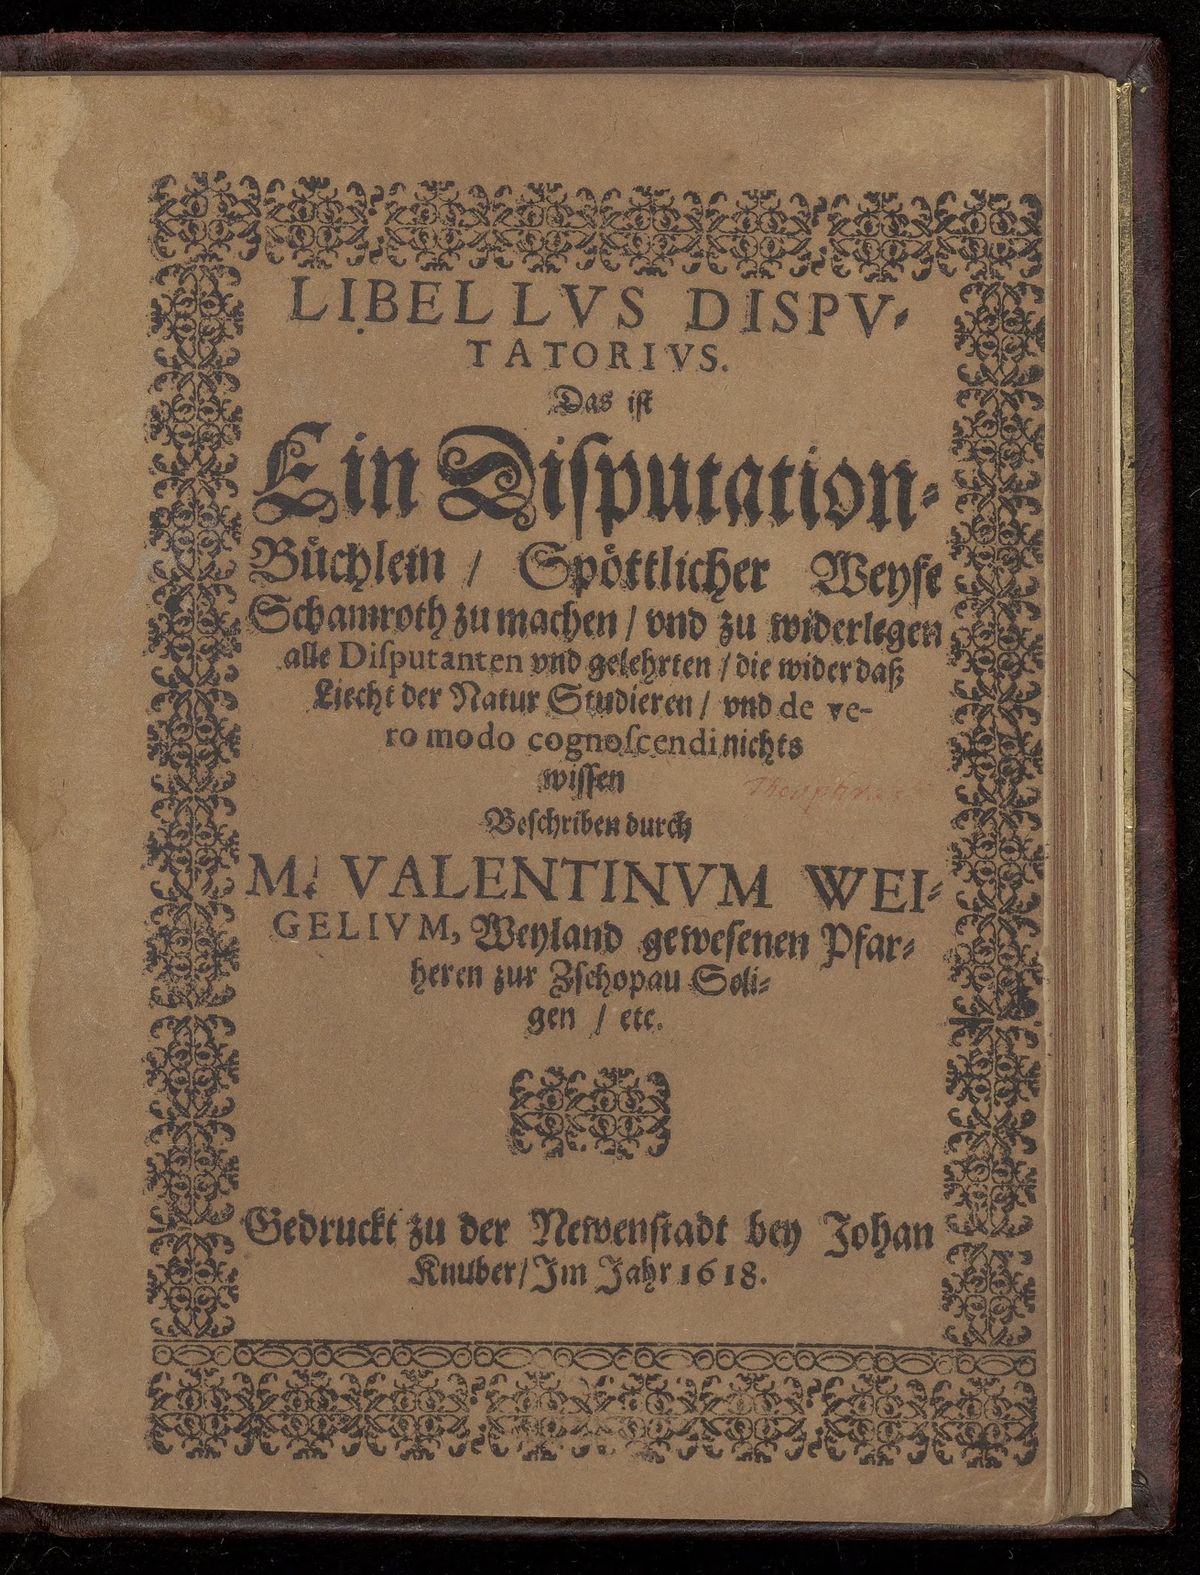 LIBELLVS DISPV-
TATORIVS.
Das ist
Ein Disputation-
Büchlein / Spöttlicher Weyse
Schamroth zu machen / vnd zu widerlegen
alle Disputanten vnd gelehrten / die wider daß
Liecht der Natur Studieren / vnd de ve-
ro modo cognoscendi nichts
wissen
Beschriben durch
M. VALENTINVM WEI-
GELIVM, Weyland gewesenen Pfar-
heren zur Zschopau Seli-
gen / etc.
Gedruckt zu der Newenstadt bey Johan
Knuber / Im Jahr 1618.